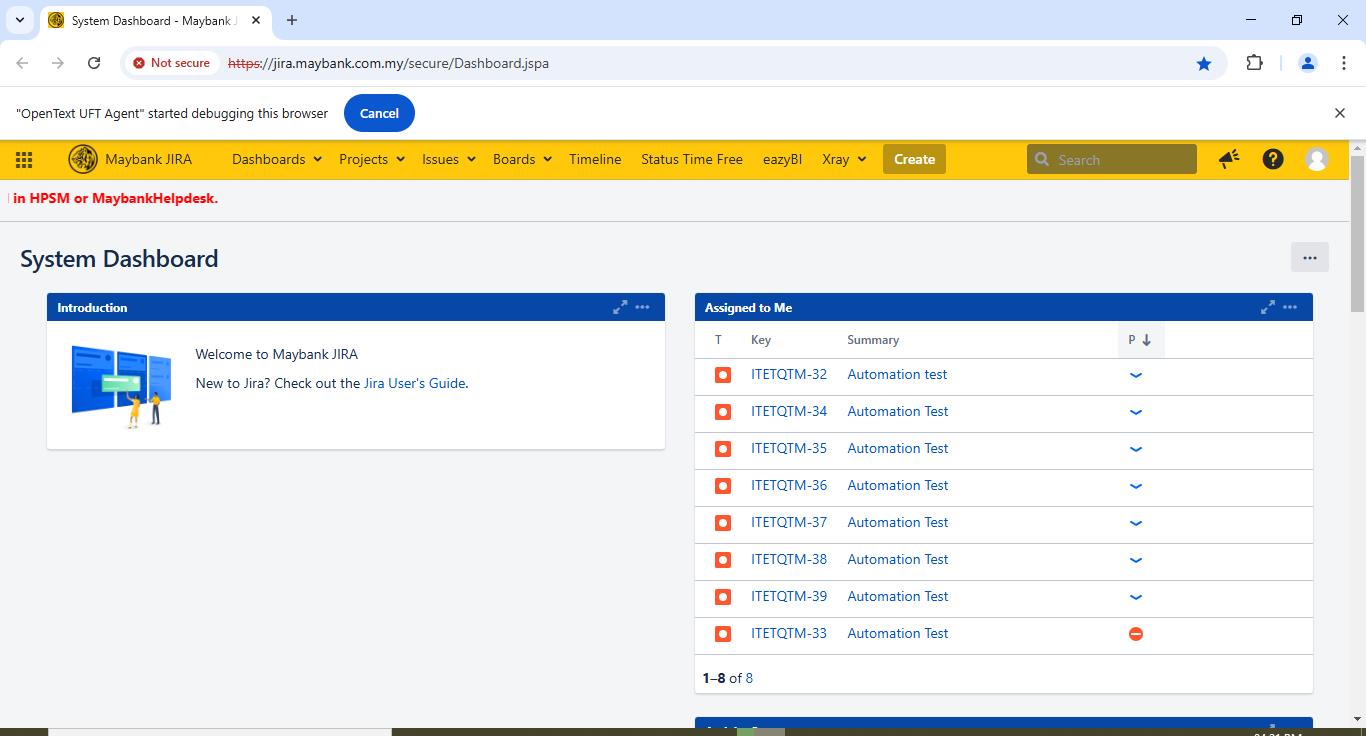 System Dashboard - Maybank J
Not secure https://jira.maybank.com.my/secure/Dashboard.jspa
"OpenText UFT Agent" started debugging this browser Cancel
Maybank JIRA Dashboards Projects Issues Boards Timeline Status Time Free eazyBI Xray Create Search
in HPSM or MaybankHelpdesk.
System Dashboard
Introduction
Welcome to Maybank JIRA
New to Jira? Check out the Jira User's Guide.
Assigned to Me
T Key Summary P
ITETQTM-32 Automation test
ITETQTM-34 Automation Test
ITETQTM-35 Automation Test
ITETQTM-36 Automation Test
ITETQTM-37 Automation Test
ITETQTM-38 Automation Test
ITETQTM-39 Automation Test
ITETQTM-33 Automation Test
1–8 of 8